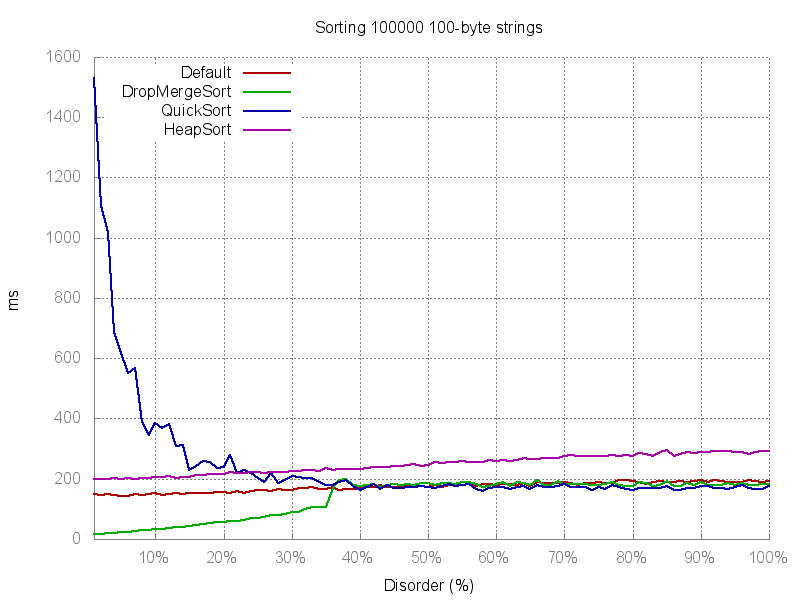 Sorting 100000 100-byte strings
1600
1400
1200
1000
800
600
400
200
0
ms
Default
DropMergeSort
QuickSort
HeapSort
10% 20% 30% 40% 50% 60% 70% 80% 90% 100%
Disorder (%)